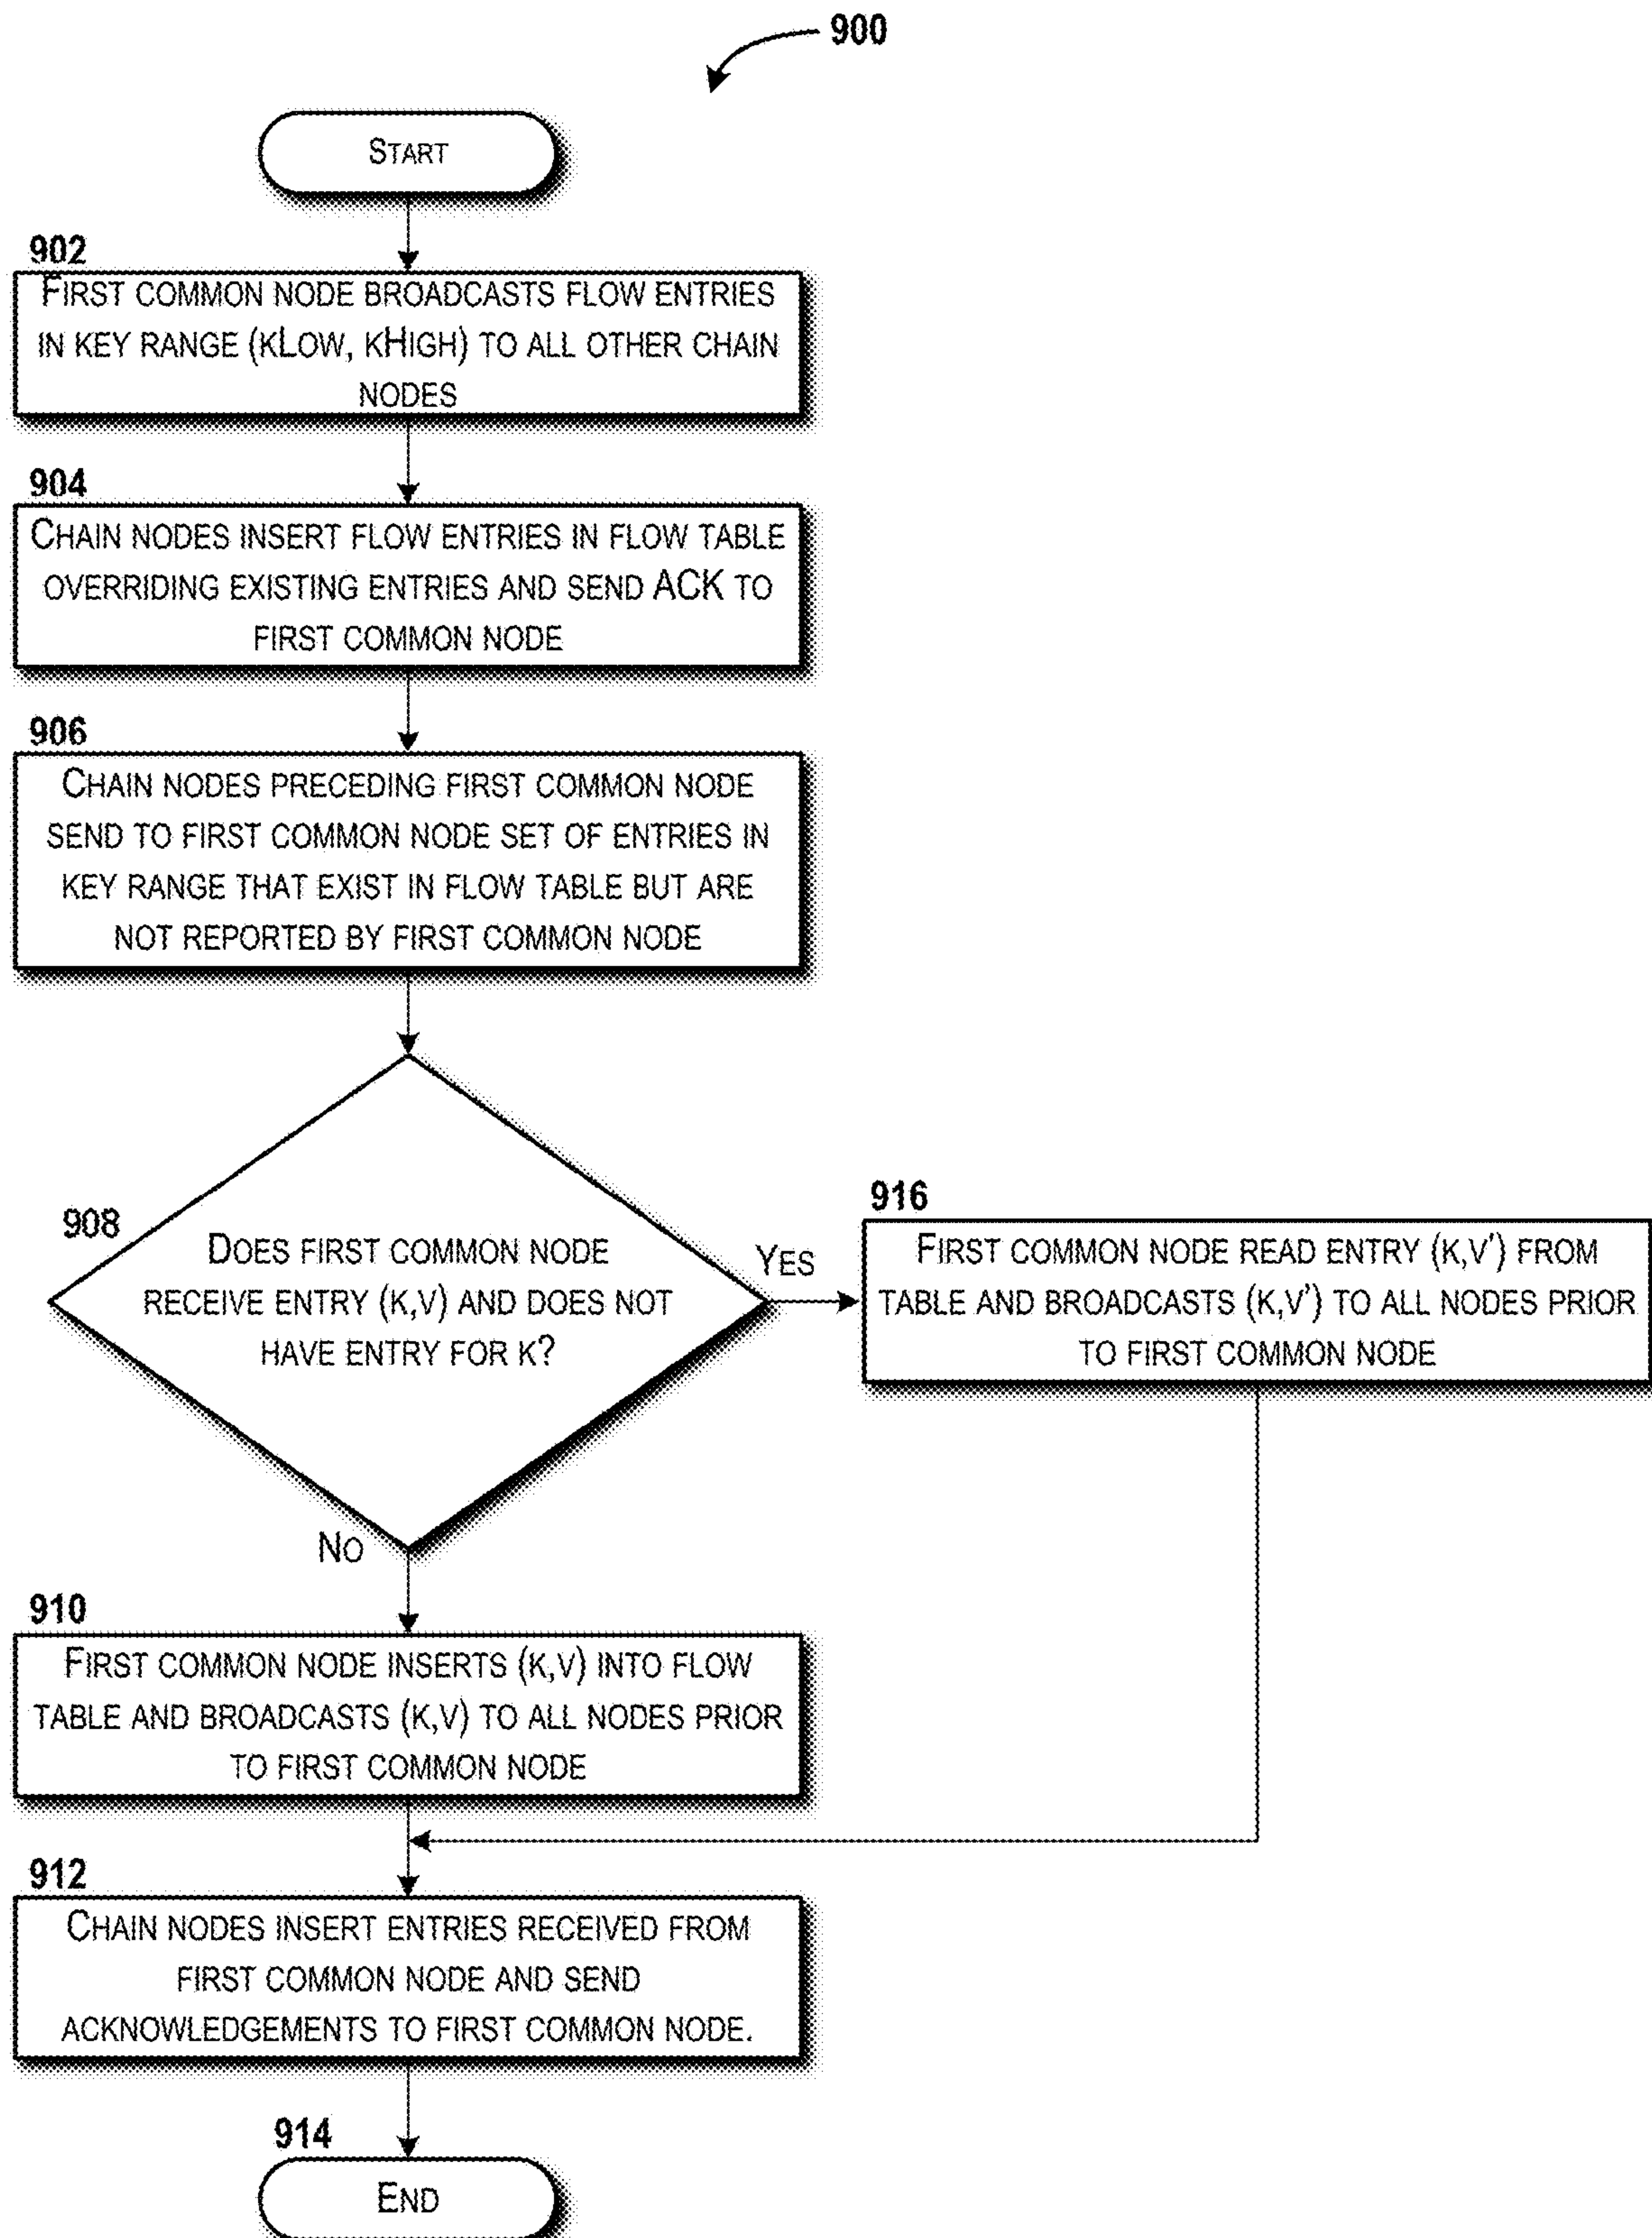 900
START
902
FIRST COMMON NODE BROADCASTS FLOW ENTRIES
IN KEY RANGE (KLOW, KHIGH) TO ALL OTHER CHAIN
NODES
904
CHAIN NODES INSERT FLOW ENTRIES IN FLOW TABLE
OVERRIDING EXISTING ENTRIES AND SEND ACK TO
FIRST COMMON NODE
906
CHAIN NODES PRECEDING FIRST COMMON NODE
SEND TO FIRST COMMON NODE SET OF ENTRIES IN
KEY RANGE THAT EXIST IN FLOW TABLE BUT ARE
NOT REPORTED BY FIRST COMMON NODE
908
DOES FIRST COMMON NODE
RECEIVE ENTRY (K,V) AND DOES NOT
HAVE ENTRY FOR K?
YES
916
FIRST COMMON NODE READ ENTRY (K,V') FROM
TABLE AND BROADCASTS (K,V') TO ALL NODES PRIOR
TO FIRST COMMON NODE
NO
910
FIRST COMMON NODE INSERTS (K,V) INTO FLOW
TABLE AND BROADCASTS (K,V) TO ALL NODES PRIOR
TO FIRST COMMON NODE
912
CHAIN NODES INSERT ENTRIES RECEIVED FROM
FIRST COMMON NODE AND SEND
ACKNOWLEDGEMENTS TO FIRST COMMON NODE.
914
END